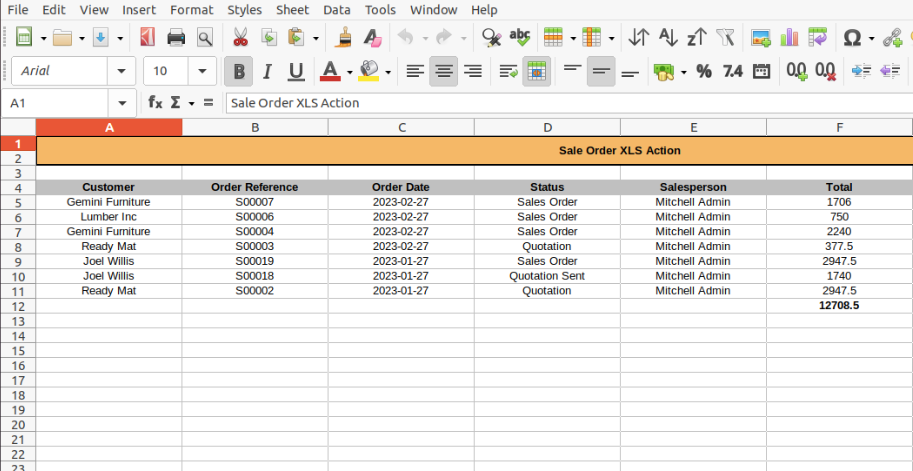 File Edit View Insert Format Styles Sheet Data Tools Window Help
Arial 10 B I U A % 7.4 0.0 0.0
A1 fx Σ = Sale Order XLS Action
A B C D E F
1 Sale Order XLS Action
2
3
4 Customer Order Reference Order Date Status Salesperson Total
5 Gemini Furniture S00007 2023-02-27 Sales Order Mitchell Admin 1706
6 Lumber Inc S00006 2023-02-27 Sales Order Mitchell Admin 750
7 Gemini Furniture S00004 2023-02-27 Sales Order Mitchell Admin 2240
8 Ready Mat S00003 2023-02-27 Quotation Mitchell Admin 377.5
9 Joel Willis S00019 2023-01-27 Sales Order Mitchell Admin 2947.5
10 Joel Willis S00018 2023-01-27 Quotation Sent Mitchell Admin 1740
11 Ready Mat S00002 2023-01-27 Quotation Mitchell Admin 2947.5
12 12708.5
13
14
15
16
17
18
19
20
21
22
23